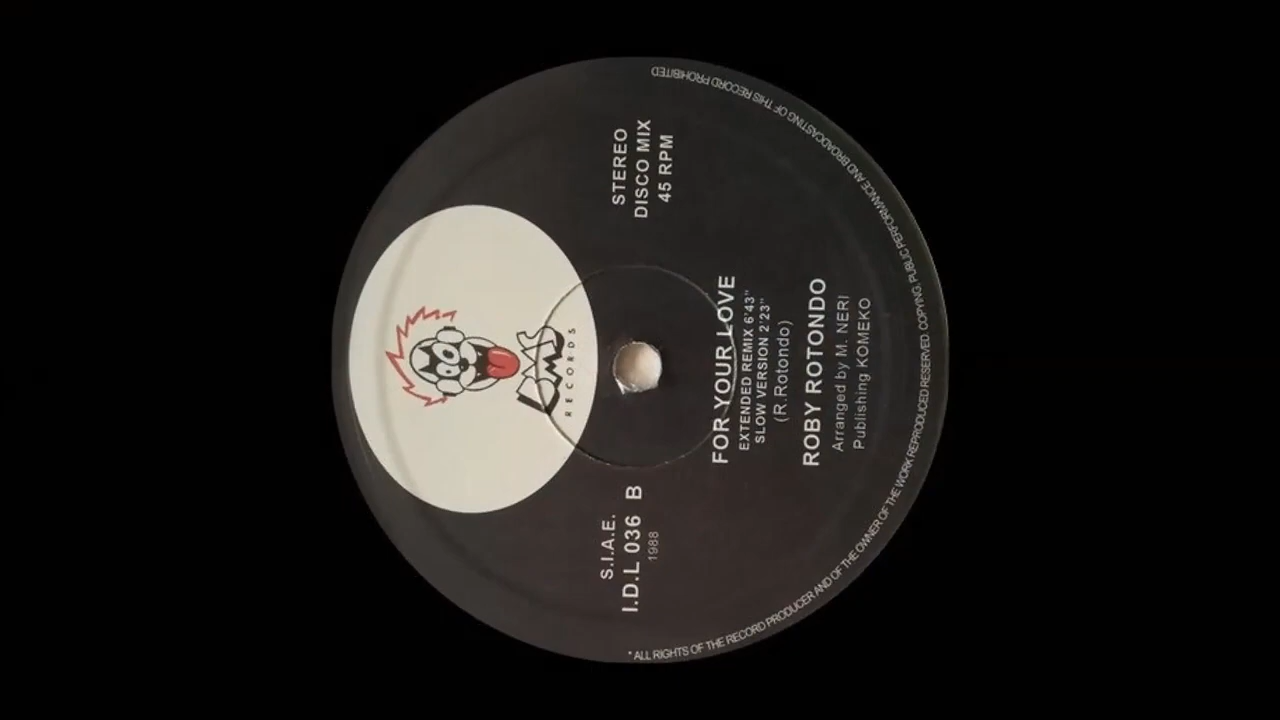 IDMS
RECORDS
S.I.A.E.
I.D.L 036 B
1988
STEREO
DISCO MIX
45 RPM
FOR YOUR LOVE
EXTENDED REMIX 6'43"
SLOW VERSION 2'23"
(R.Rotondo)
ROBY ROTONDO
Arranged by M. NERI
Publishing KOMEKO
* ALL RIGHTS OF THE RECORD PRODUCER AND OF THE OWNER OF THE WORK REPRODUCED RESERVED. COPYING, PUBLIC PERFORMANCE AND BROADCASTING OF THIS RECORD PROHIBITED